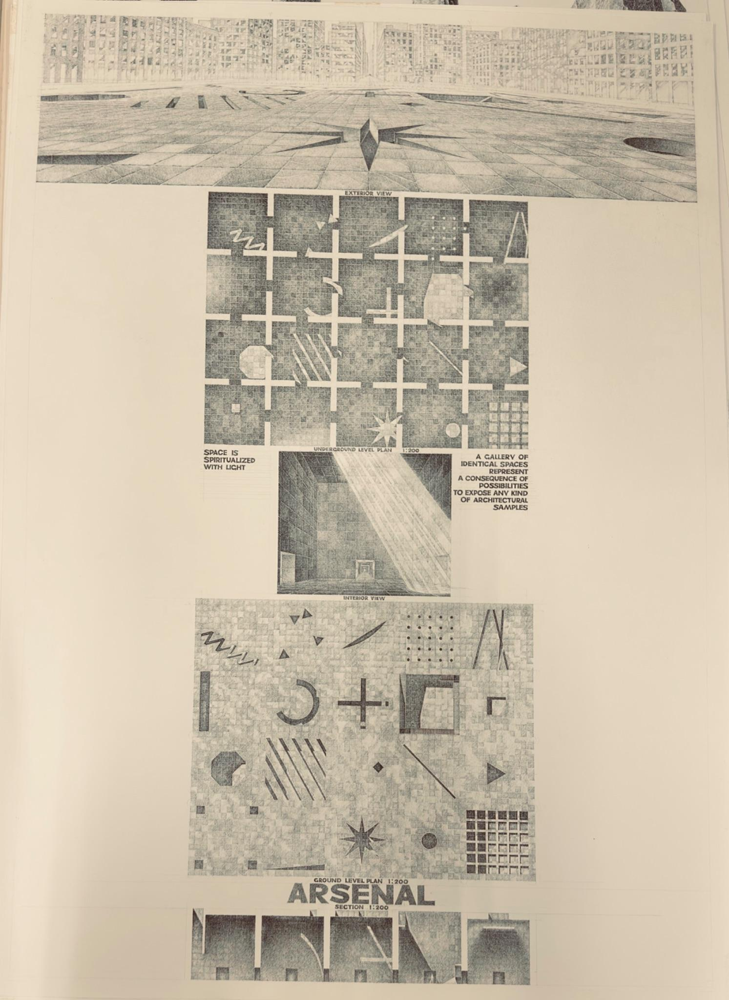 EXTERIOR VIEW
UNDERGROUND LEVEL PLAN 1:200
SPACE IS
SPIRITUALIZED
WITH LIGHT
A GALLERY OF
IDENTICAL SPACES
REPRESENT
A CONSEQUENCE OF
POSSIBILITIES
TO EXPOSE ANY KIND
OF ARCHITECTURAL
SAMPLES
INTERIOR VIEW
GROUND LEVEL PLAN 1:200
ARSENAL
SECTION 1:200